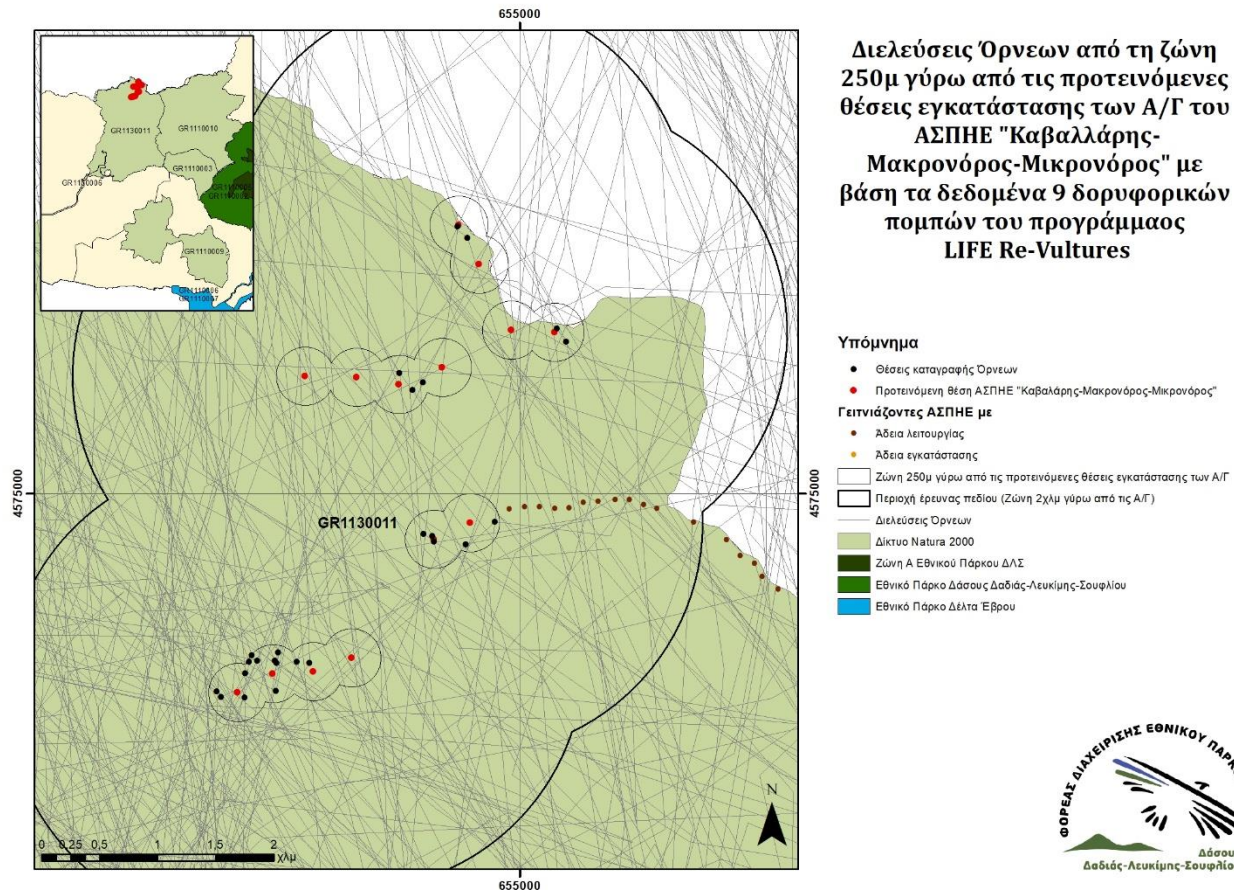 655000
Διελεύσεις Όρνεων από τη ζώνη
250μ γύρω από τις προτεινόμενες
θέσεις εγκατάστασης των Α/Γ του
ΑΣΠΗΕ "Καβαλλάρης-
Μακρονόρος-Μικρονόρος" με
βάση τα δεδομένα 9 δορυφορικών
πομπών του προγράμμαος
LIFE Re-Vultures
GR1130011
GR1110010
GR1110003
GR1110009
Υπόμνημα
Θέσεις καταγραφής Όρνεων
Προτεινόμενη θέση ΑΣΠΗΕ "Καβαλάρης-Μακρονόρος-Μικρονόρος"
Γειτνιάζοντες ΑΣΠΗΕ με
Άδεια λειτουργίας
Άδεια εγκατάστασης
Ζώνη 250μ γύρω από τις προτεινόμενες θέσεις εγκατάστασης των Α/Γ
Περιοχή έρευνας πεδίου (Ζώνη 2χλμ γύρω από τις Α/Γ)
Διελεύσεις Όρνεων
Δίκτυο Natura 2000
Ζώνη Α Εθνικού Πάρκου ΔΛΣ
Εθνικό Πάρκο Δάσους Δαδιάς-Λευκίμης-Σουφλίου
Εθνικό Πάρκο Δέλτα Έβρου
4575000
4575000
GR1130011
N
0 0,25 0,5 1 1,5 2
χλμ
655000
ΦΟΡΕΑΣ ΔΙΑΧΕΙΡΙΣΗΣ ΕΘΝΙΚΟΥ ΠΑΡΚ
Δάσου
Δαδιάς-Λευκίμης-Σουφλίο